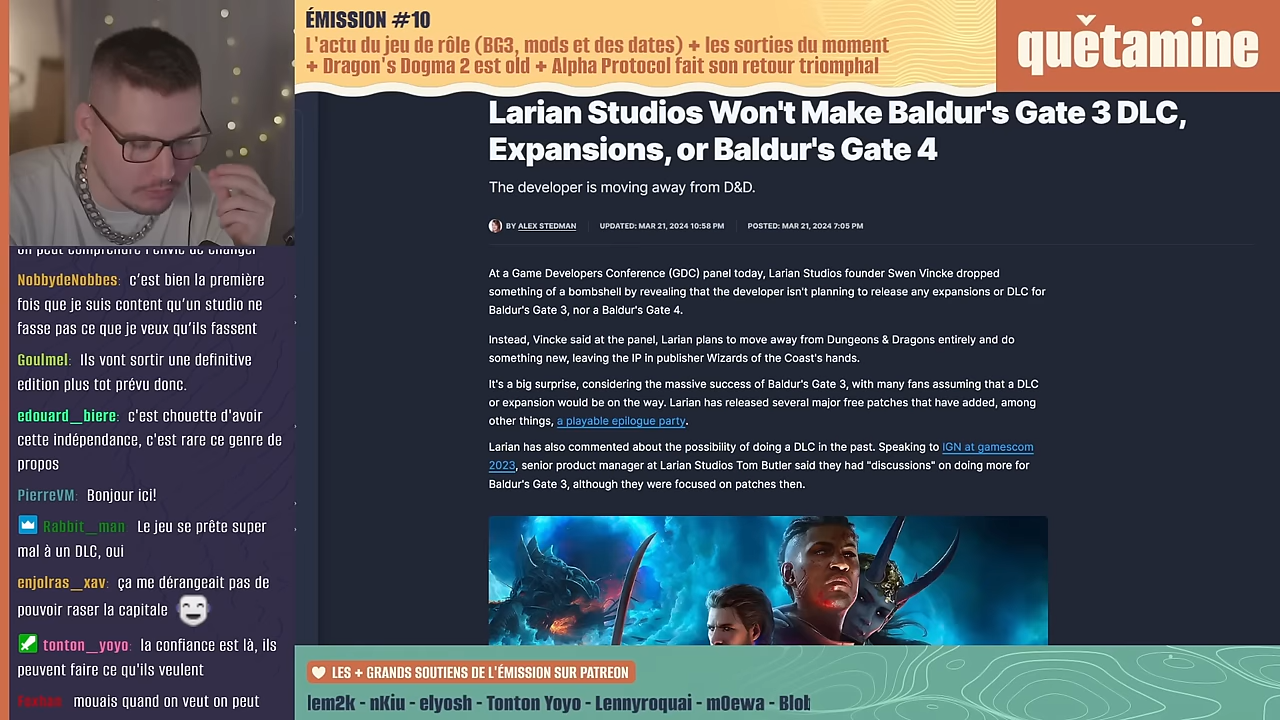 ÉMISSION #10
L'actu du jeu de rôle (BG3, mods et des dates) + les sorties du moment
+ Dragon's Dogma 2 est old + Alpha Protocol fait son retour triomphal
quêtamine
Larian Studios Won't Make Baldur's Gate 3 DLC,
Expansions, or Baldur's Gate 4
The developer is moving away from D&D.
BY ALEX STEDMAN UPDATED: MAR 21, 2024 10:58 PM POSTED: MAR 21, 2024 7:05 PM
At a Game Developers Conference (GDC) panel today, Larian Studios founder Swen Vincke dropped
something of a bombshell by revealing that the developer isn't planning to release any expansions or DLC for
Baldur's Gate 3, nor a Baldur's Gate 4.
Instead, Vincke said at the panel, Larian plans to move away from Dungeons & Dragons entirely and do
something new, leaving the IP in publisher Wizards of the Coast's hands.
It's a big surprise, considering the massive success of Baldur's Gate 3, with many fans assuming that a DLC
or expansion would be on the way. Larian has released several major free patches that have added, among
other things, a playable epilogue party.
Larian has also commented about the possibility of doing a DLC in the past. Speaking to IGN at gamescom
2023, senior product manager at Larian Studios Tom Butler said they had "discussions" on doing more for
Baldur's Gate 3, although they were focused on patches then.
on peut comprendre l'envie de changer
NobbydeNobbes: c'est bien la première
fois que je suis content qu'un studio ne
fasse pas ce que je veux qu'ils fassent
Goulmel: Ils vont sortir une definitive
edition plus tot prévu donc.
edouard__biere: c'est chouette d'avoir
cette indépendance, c'est rare ce genre de
propos
PierreVM: Bonjour ici!
Rabbit__man: Le jeu se prête super
mal à un DLC, oui
enjolras__xav: ça me dérangeait pas de
pouvoir raser la capitale
tonton__yoyo: la confiance est là, ils
peuvent faire ce qu'ils veulent
Foxhan: mouais quand on veut on peut
LES + GRANDS SOUTIENS DE L'ÉMISSION SUR PATREON
lem2k - nKiu - elyosh - Tonton Yoyo - Lennyroquai - m0ewa - Blob